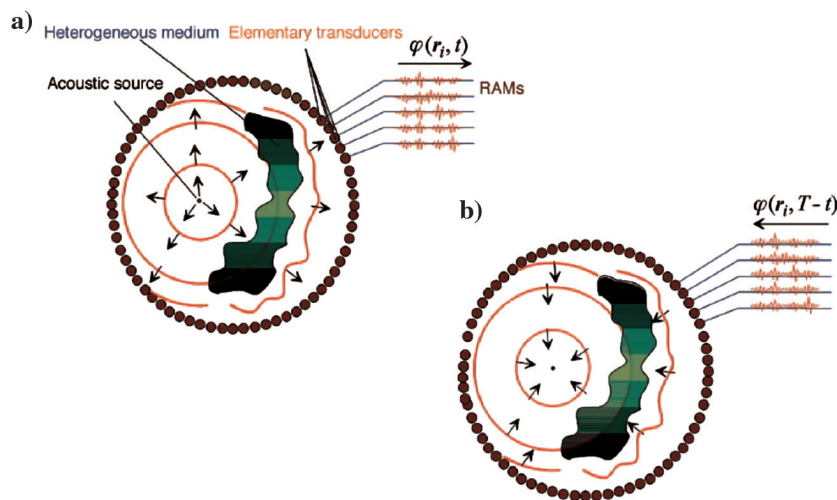 a)
Heterogeneous medium Elementary transducers
φ(rᵢ, t)
Acoustic source
RAMs
b)
φ(rᵢ, T - t)